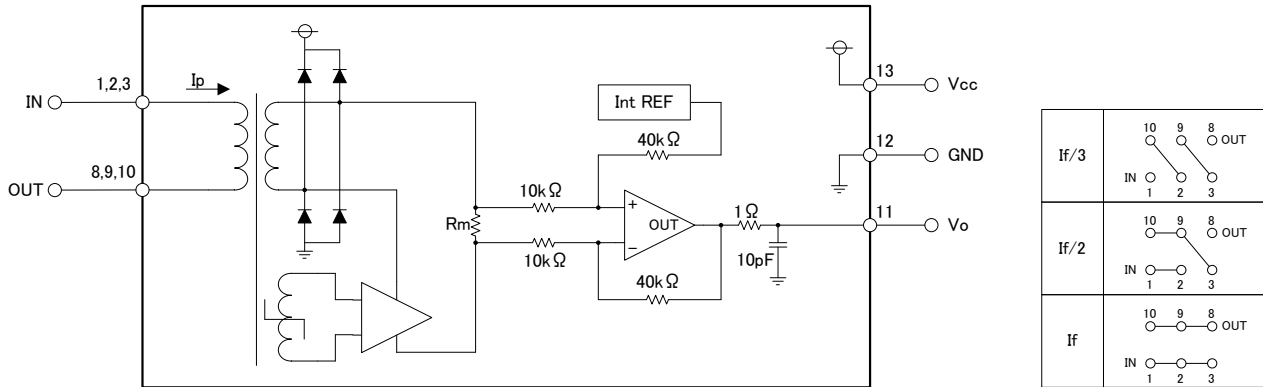 IN
1,2,3
Ip
OUT
8,9,10
Int REF
40kΩ
10kΩ
Rm
10kΩ
+
−
OUT
40kΩ
1Ω
10pF
13
Vcc
12
GND
11
Vo
If/3
10 9 8
OUT
IN
1 2 3
If/2
10 9 8
OUT
IN
1 2 3
If
10 9 8
OUT
IN
1 2 3